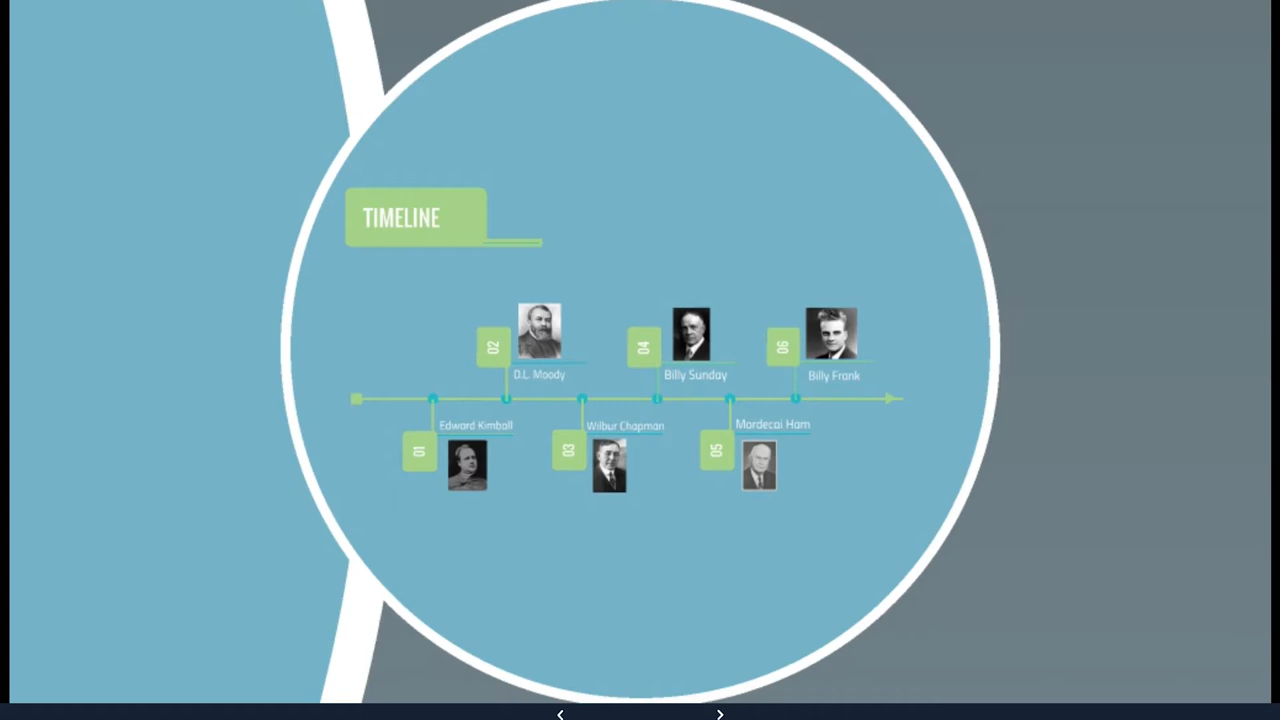 TIMELINE
02
D.L. Moody
04
Billy Sunday
06
Billy Frank
01
Edward Kimball
03
Wilbur Chapman
05
Mordecai Ham